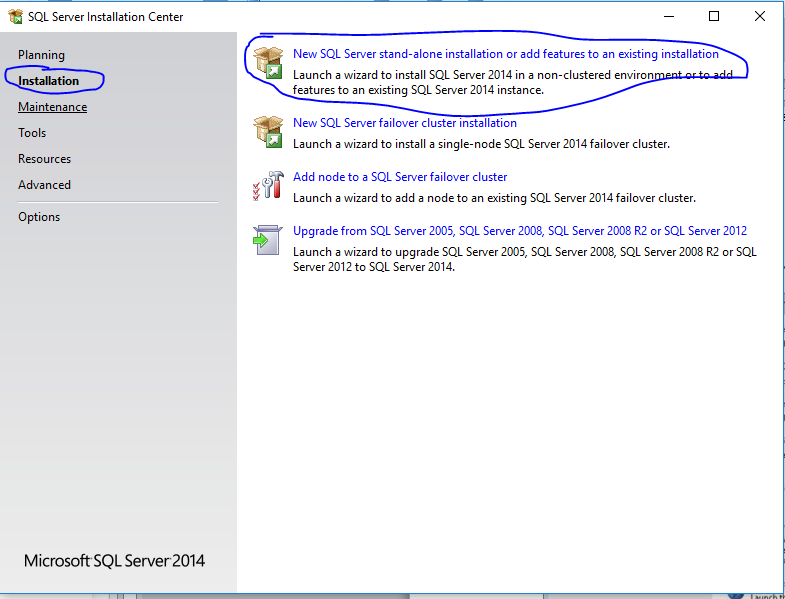 SQL Server Installation Center
Planning
Installation
Maintenance
Tools
Resources
Advanced
Options
New SQL Server stand-alone installation or add features to an existing installation
Launch a wizard to install SQL Server 2014 in a non-clustered environment or to add
features to an existing SQL Server 2014 instance.
New SQL Server failover cluster installation
Launch a wizard to install a single-node SQL Server 2014 failover cluster.
Add node to a SQL Server failover cluster
Launch a wizard to add a node to an existing SQL Server 2014 failover cluster.
Upgrade from SQL Server 2005, SQL Server 2008, SQL Server 2008 R2 or SQL Server 2012
Launch a wizard to upgrade SQL Server 2005, SQL Server 2008, SQL Server 2008 R2 or SQL
Server 2012 to SQL Server 2014.
Microsoft SQL Server 2014